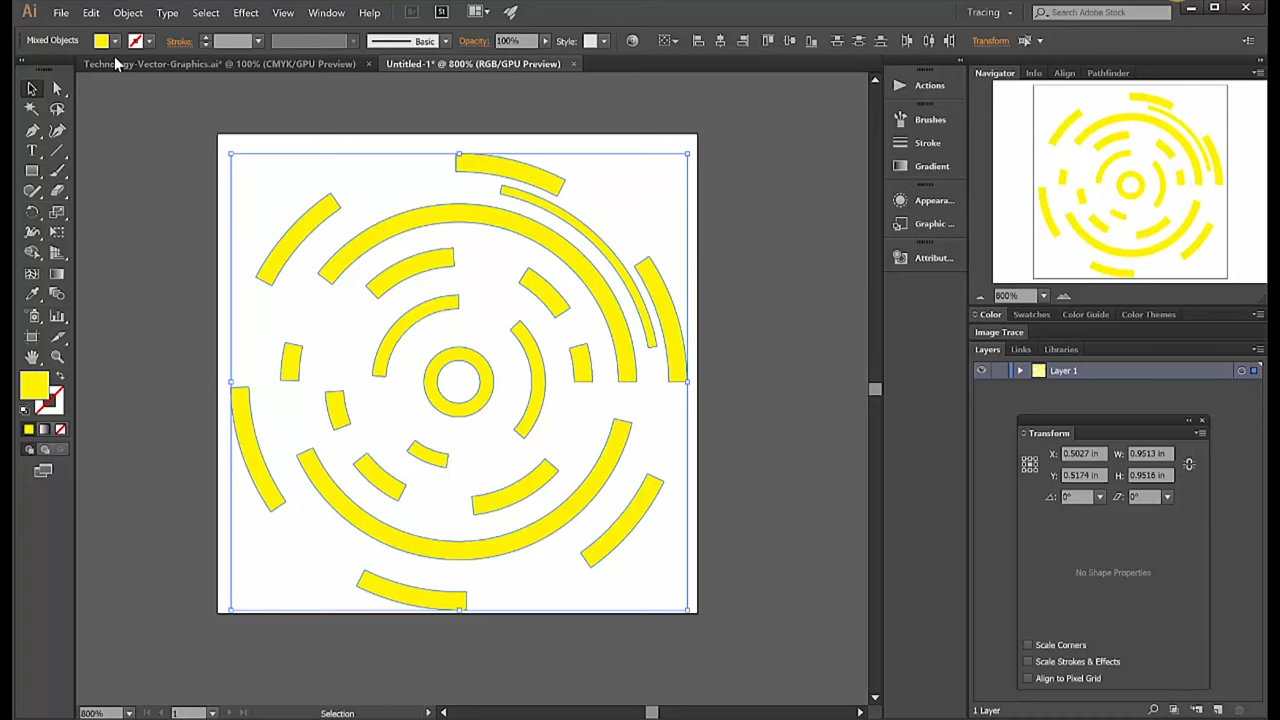 Ai File Edit Object Type Select Effect View Window Help Br St Tracing Search Adobe Stock
Mixed Objects Stroke: Basic Opacity: 100% Style: Transform
Technology-Vector-Graphics.ai* @ 100% (CMYK/GPU Preview) × Untitled-1* @ 800% (RGB/GPU Preview) ×
Navigator Info Align Pathfinder
Actions
Brushes
Stroke
Gradient
Appeara...
Graphic ...
Attribut...
800%
Color Swatches Color Guide Color Themes
Image Trace
Layers Links Libraries
Layer 1
Transform
X: 0.5027 in W: 0.9513 in
Y: 0.5174 in H: 0.9516 in
0° 0°
No Shape Properties
Scale Corners
Scale Strokes & Effects
Align to Pixel Grid
800% 1 Selection 1 Layer